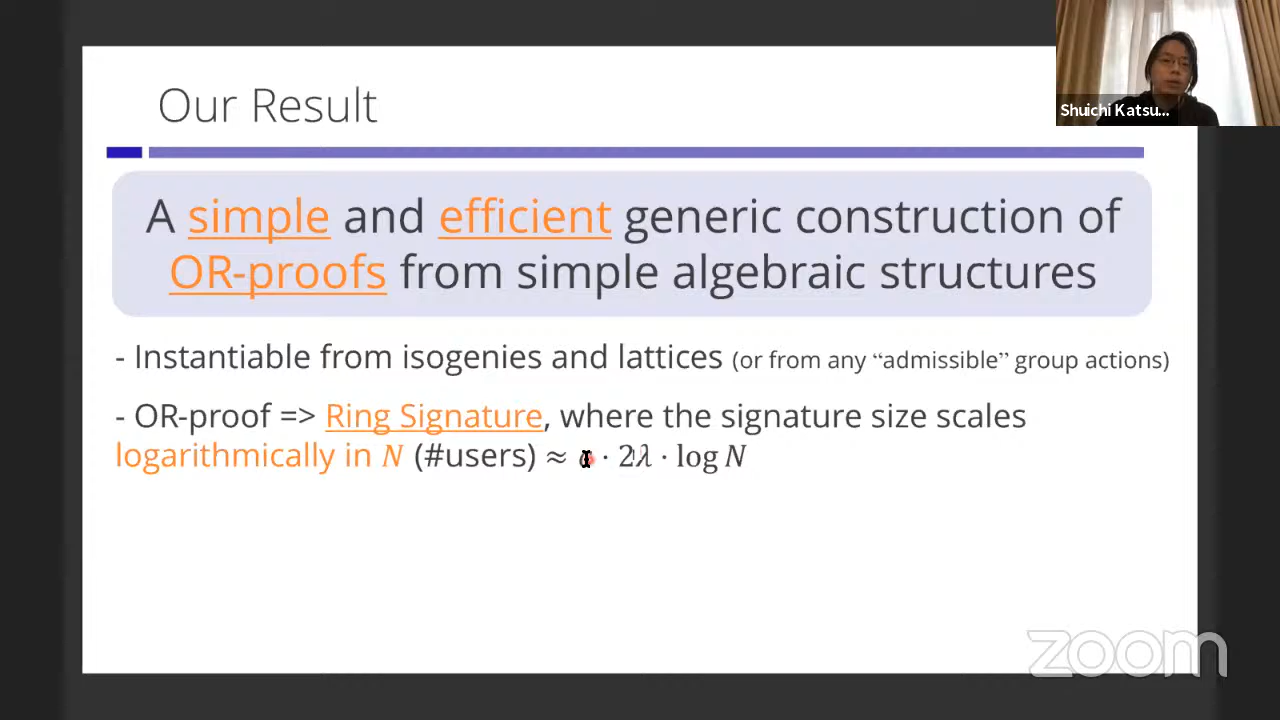 Our Result
Shuichi Katsu...
A simple and efficient generic construction of
OR-proofs from simple algebraic structures
- Instantiable from isogenies and lattices (or from any “admissible” group actions)
- OR-proof => Ring Signature, where the signature size scales
logarithmically in N (#users) ≈ · 2λ · log N
zoom